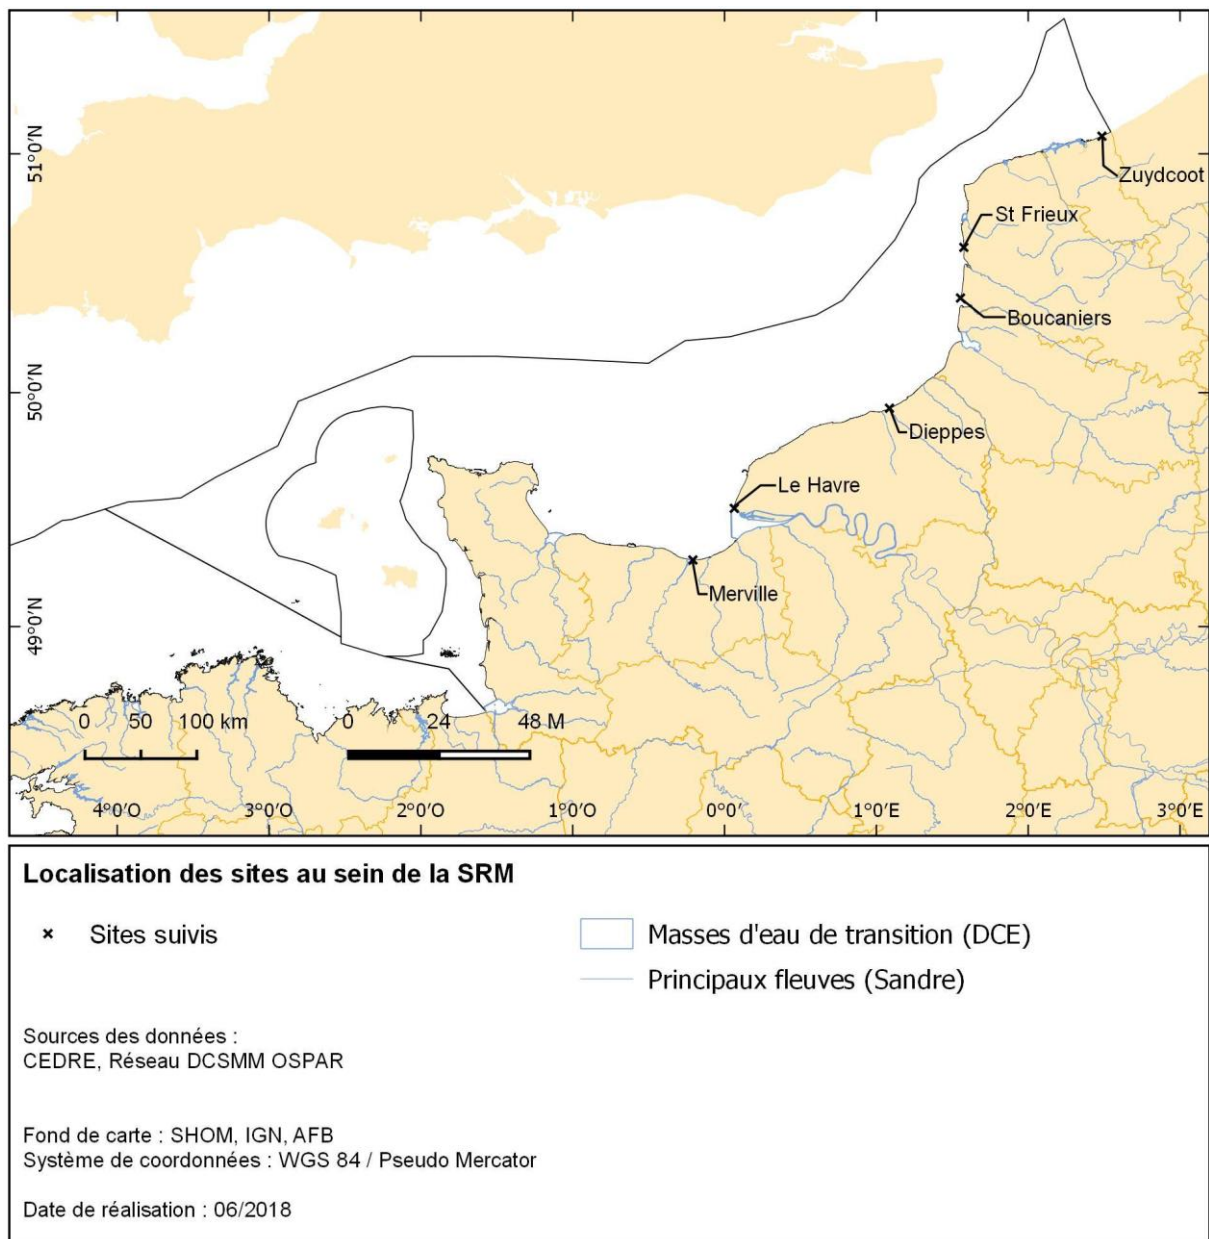 51°0'N
Zuydcoot
St Frieux
Boucaniers
50°0'N
Dieppes
Le Havre
Merville
49°0'N
0 50 100 km
0 24 48 M
4°0' 3°0' 2°0' 1°0' 0°0' 1°0' 2°0' 3°0'
Localisation des sites au sein de la SRM
Sites suivis
Masses d'eau de transition (DCE)
Principaux fleuves (Sandre)
Sources des données :
CEDRE, Réseau DCSMM OSPAR
Fond de carte : SHOM, IGN, AFB
Système de coordonnées : WGS 84 / Pseudo Mercator
Date de réalisation : 06/2018